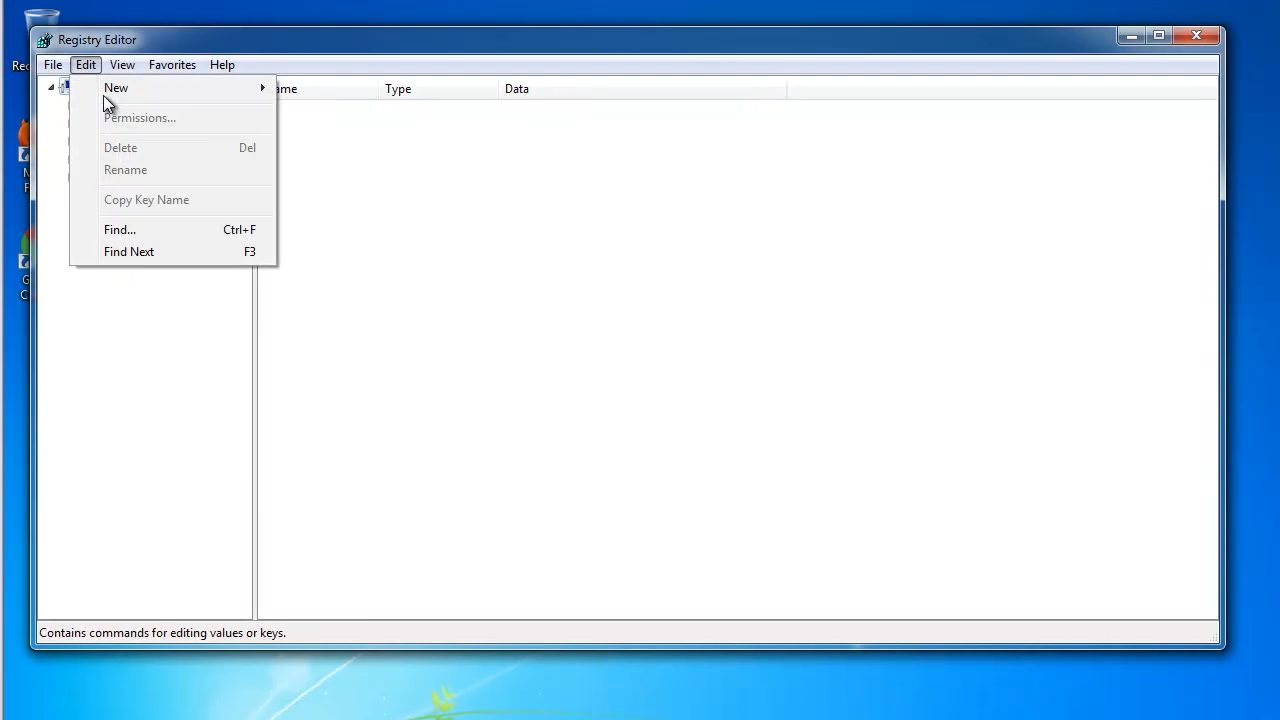 Registry Editor
File Edit View Favorites Help
New
ame Type Data
Permissions...
Delete Del
Rename
Copy Key Name
Find... Ctrl+F
Find Next F3
Contains commands for editing values or keys.